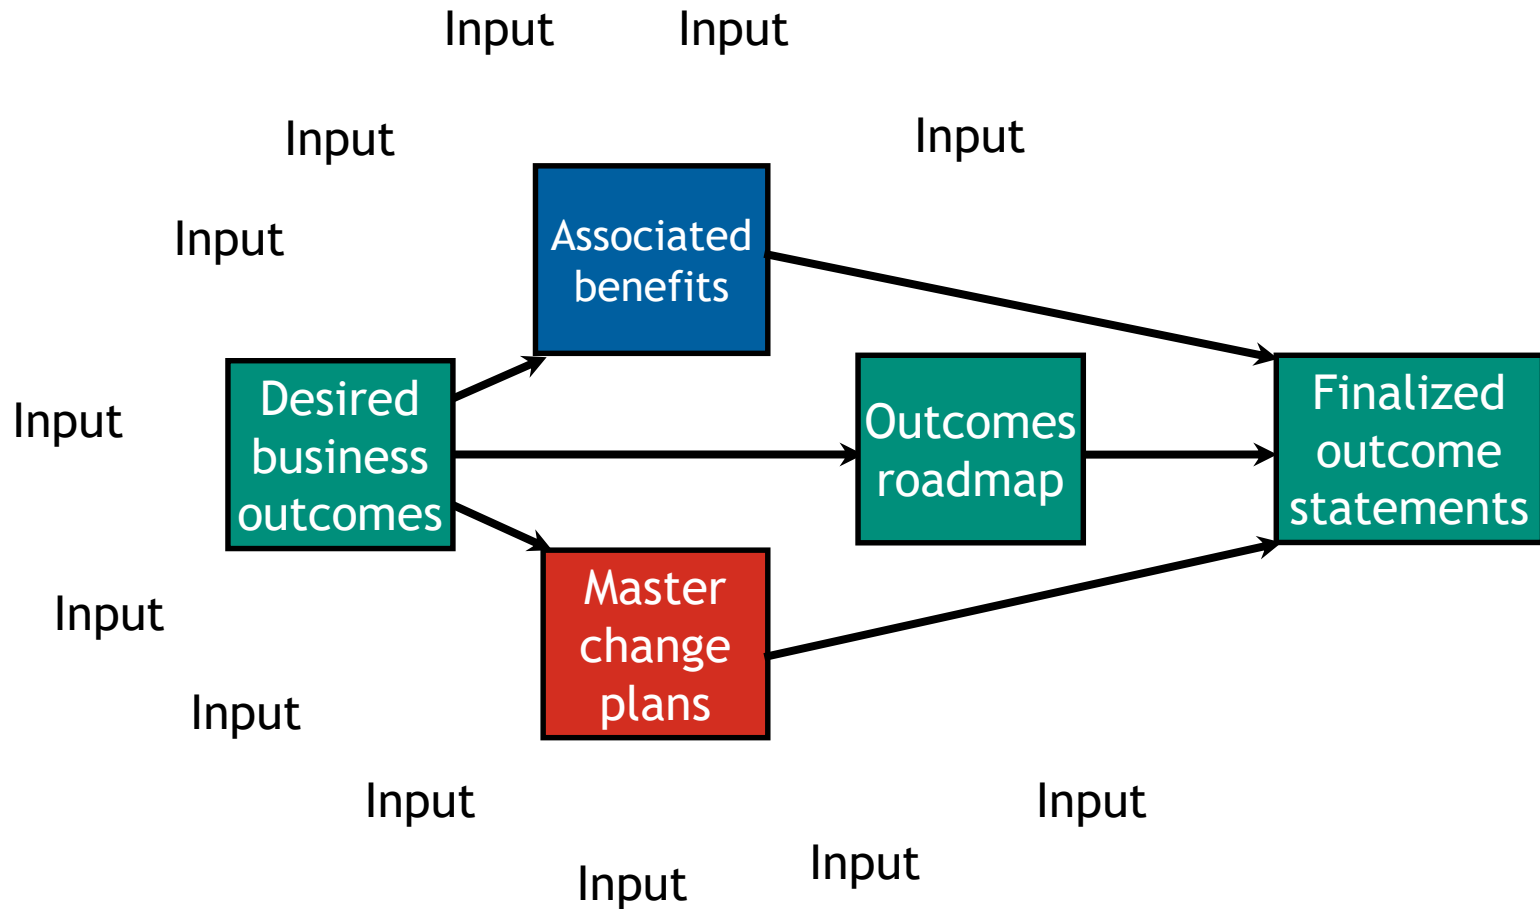 Input
Input
Input
Input
Input
Associated
benefits
Input
Desired
business
outcomes
Outcomes
roadmap
Finalized
outcome
statements
Master
change
plans
Input
Input
Input
Input
Input
Input